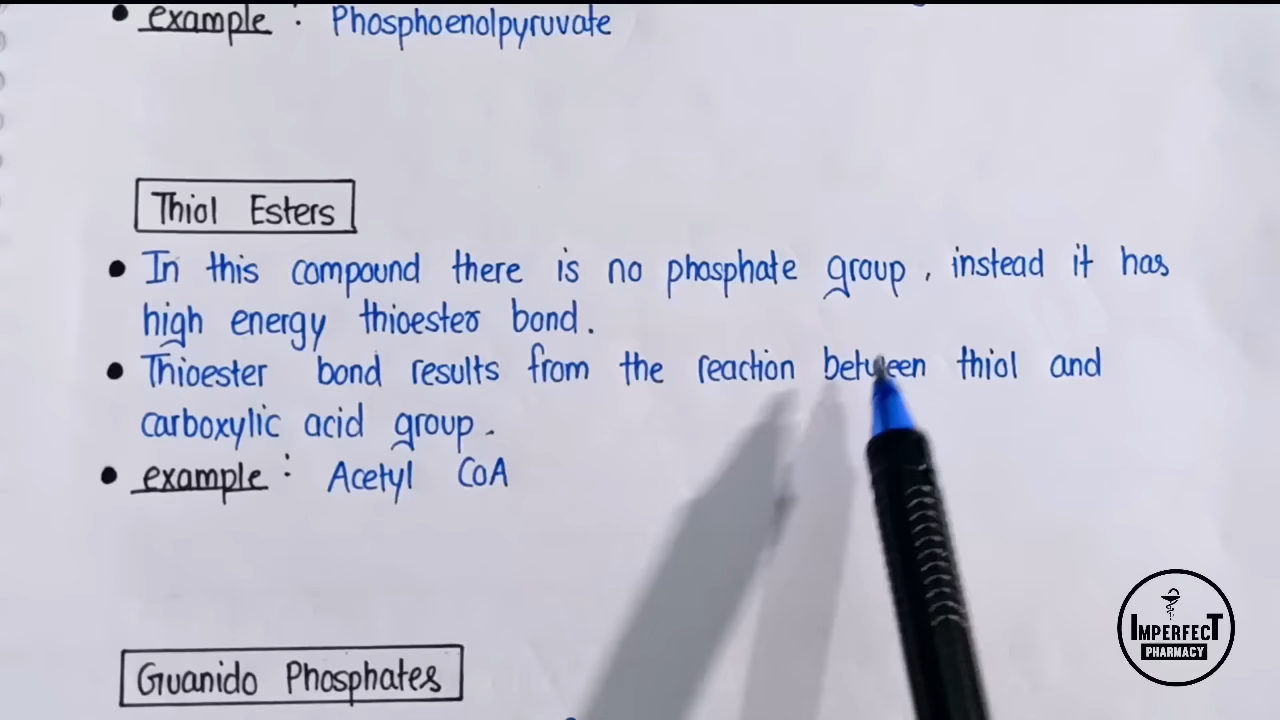 • example : Phosphoenolpyruvate
Thiol Esters
• In this compound there is no phosphate group, instead it has
high energy thioester bond.
• Thioester bond results from the reaction between thiol and
carboxylic acid group.
• example : Acetyl CoA
Guanido Phosphates
IMPERFECT
PHARMACY